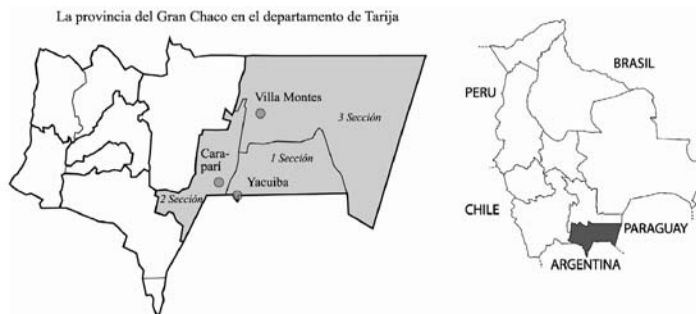 La provincia del Gran Chaco en el departamento de Tarija
Villa Montes
3 Sección
1 Sección
Cara-
parí
Yacuiba
2 Sección
BRASIL
PERU
CHILE
PARAGUAY
ARGENTINA